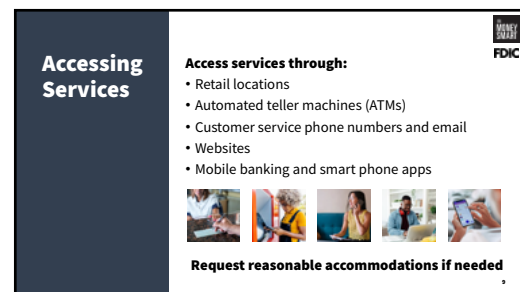 MONEY
SMART
FDIC
Accessing
Services
Access services through:
• Retail locations
• Automated teller machines (ATMs)
• Customer service phone numbers and email
• Websites
• Mobile banking and smart phone apps
Request reasonable accommodations if needed
9